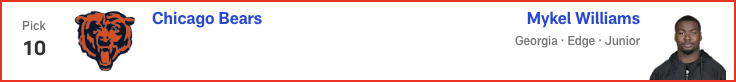 Pick
10
Chicago Bears
Mykel Williams
Georgia · Edge · Junior